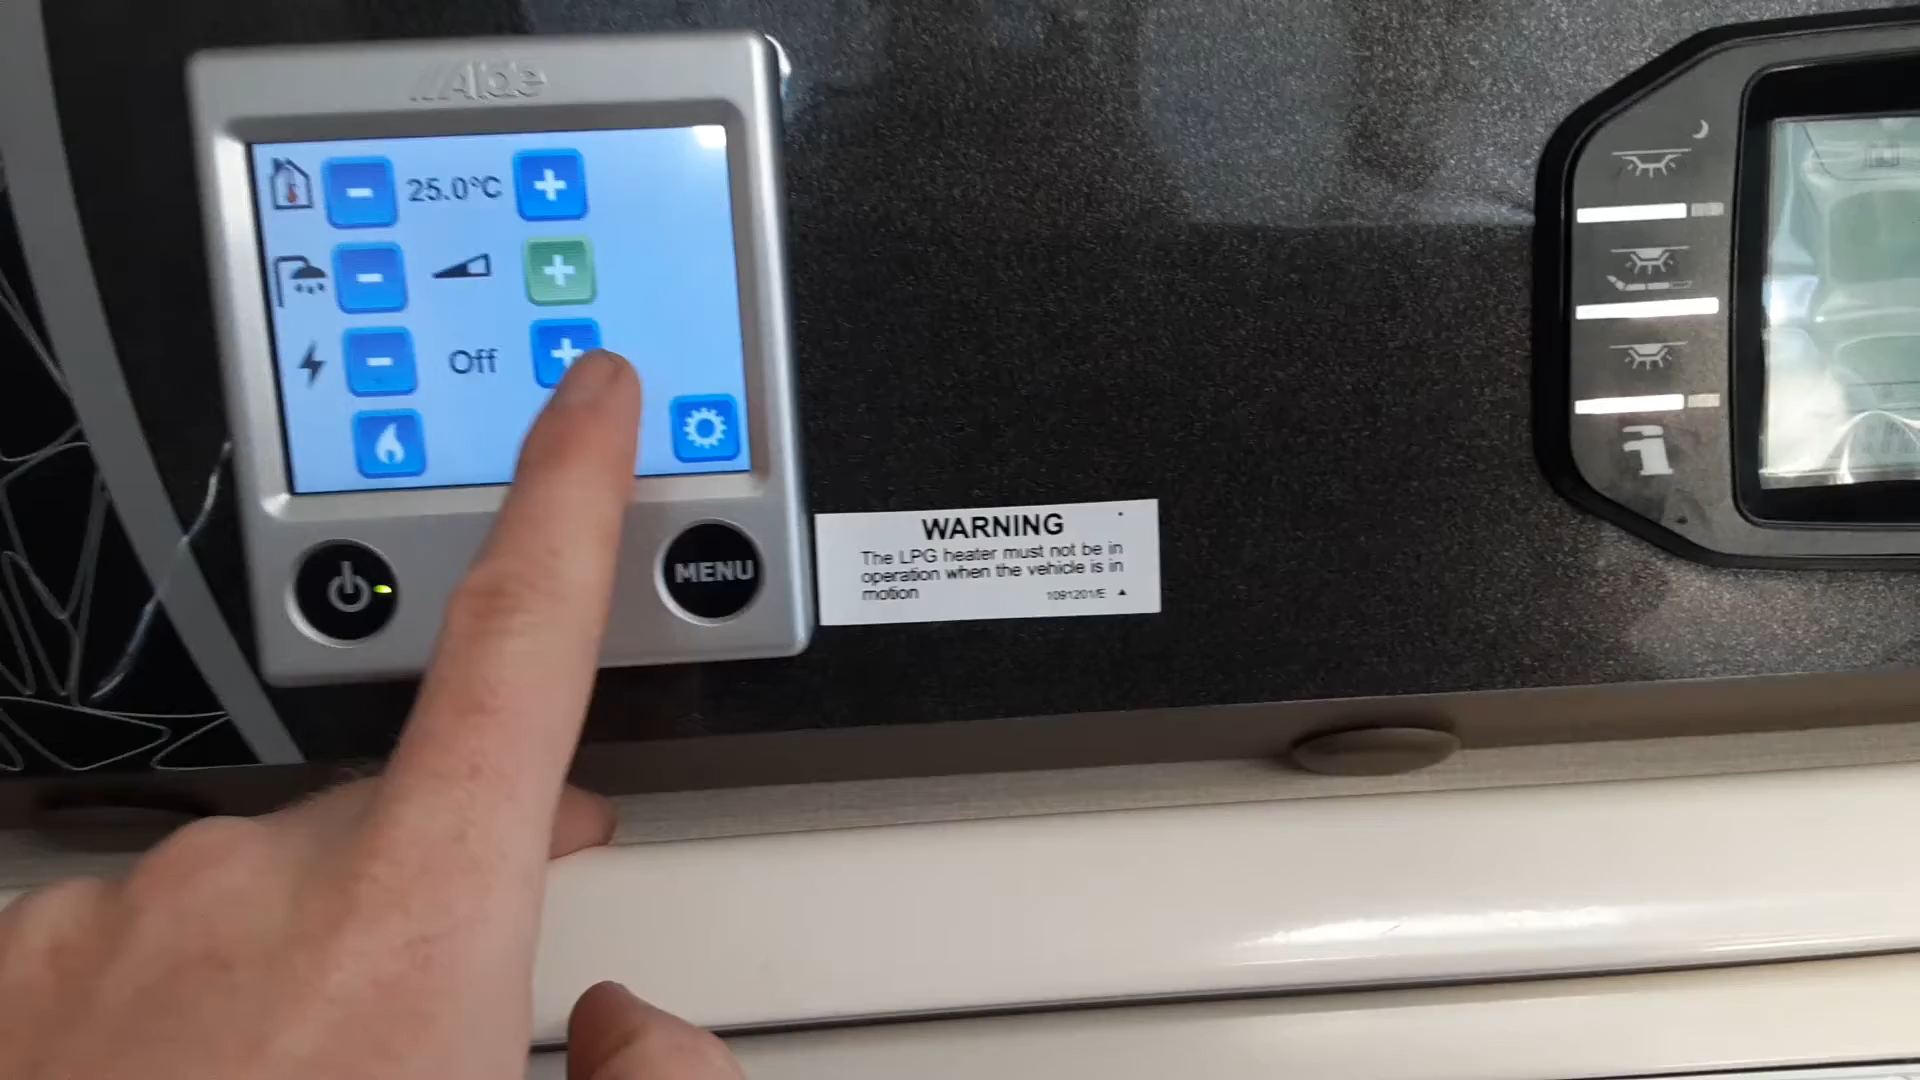 Alde
25.0°C
Off
MENU
WARNING
The LPG heater must not be in
operation when the vehicle is in
motion
1091201/E